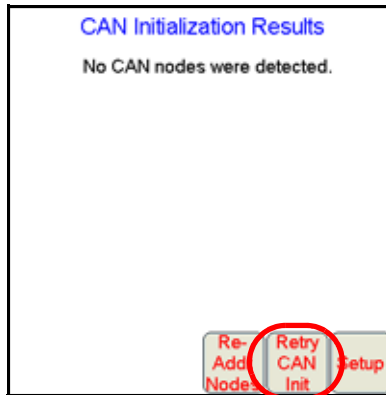 CAN Initialization Results
No CAN nodes were detected.
Re-
Add
Nodes
Retry
CAN
Init
Setup